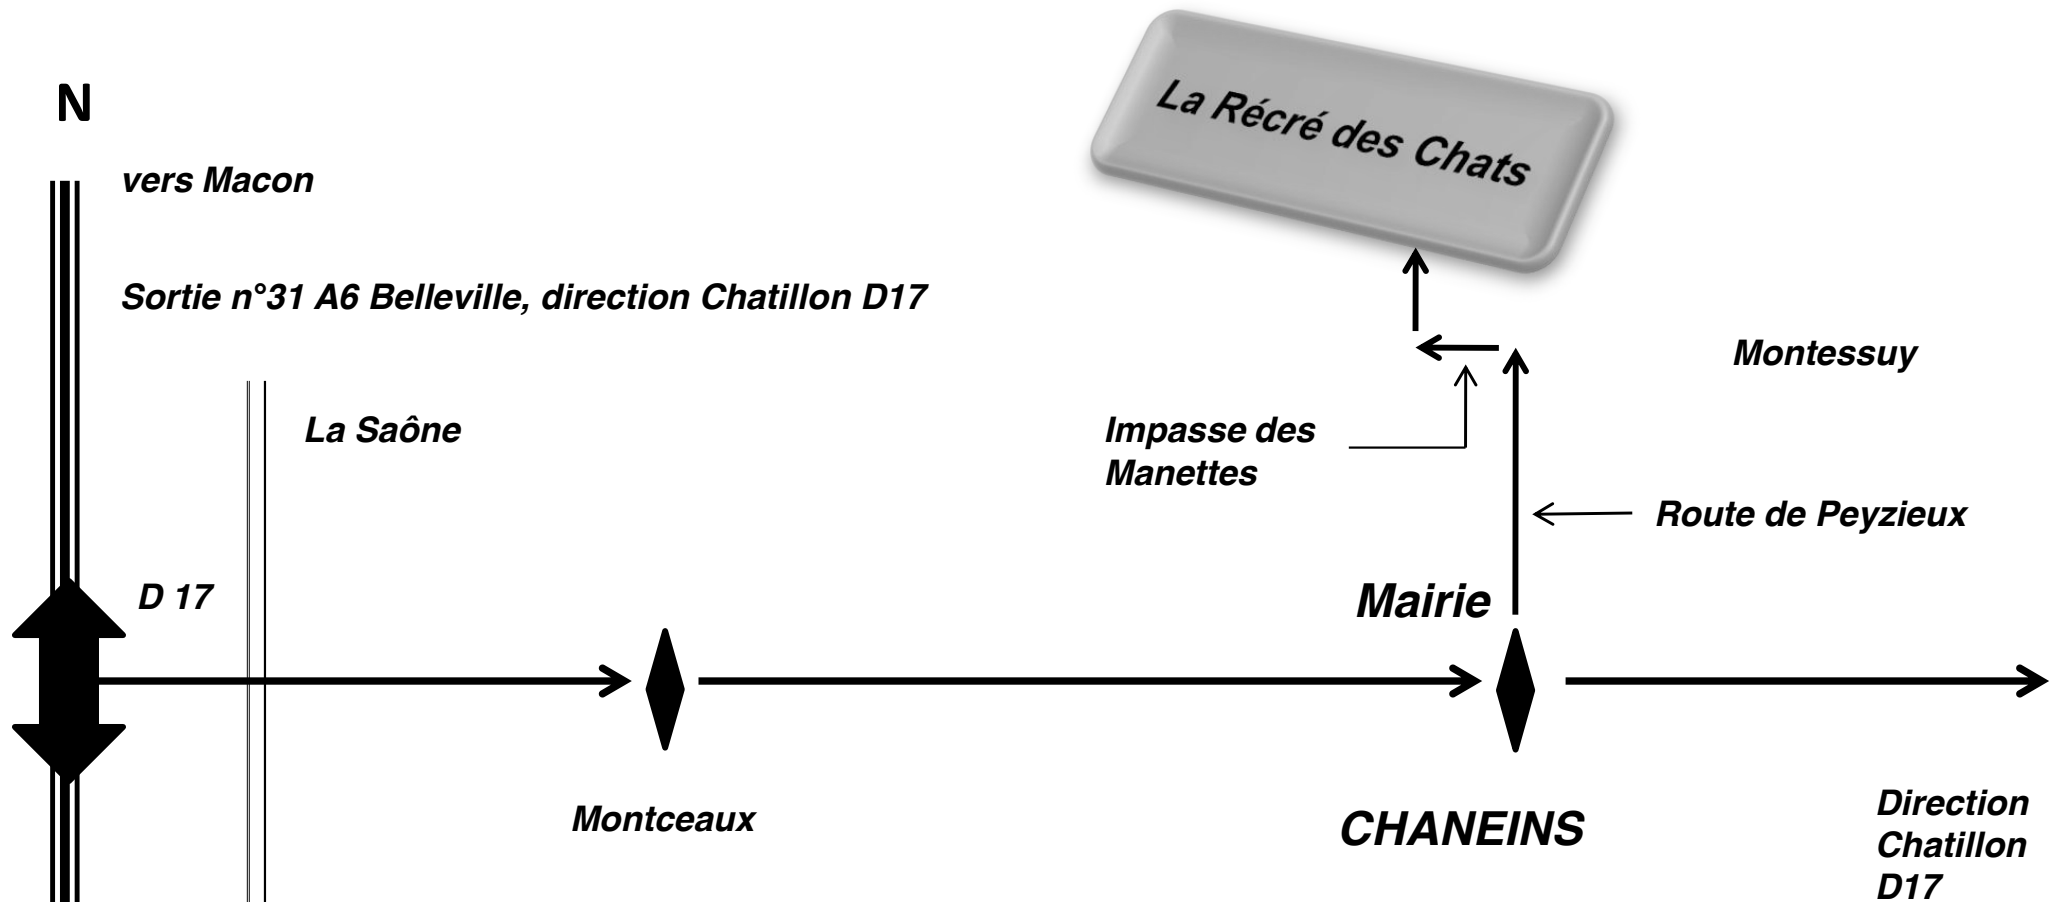 N
La Récré des Chats
vers Macon
Sortie n°31 A6 Belleville, direction Chatillon D17
Montessuy
La Saône
Impasse des
Manettes
Route de Peyzieux
D 17
Mairie
Montceaux
CHANEINS
Direction
Chatillon
D17